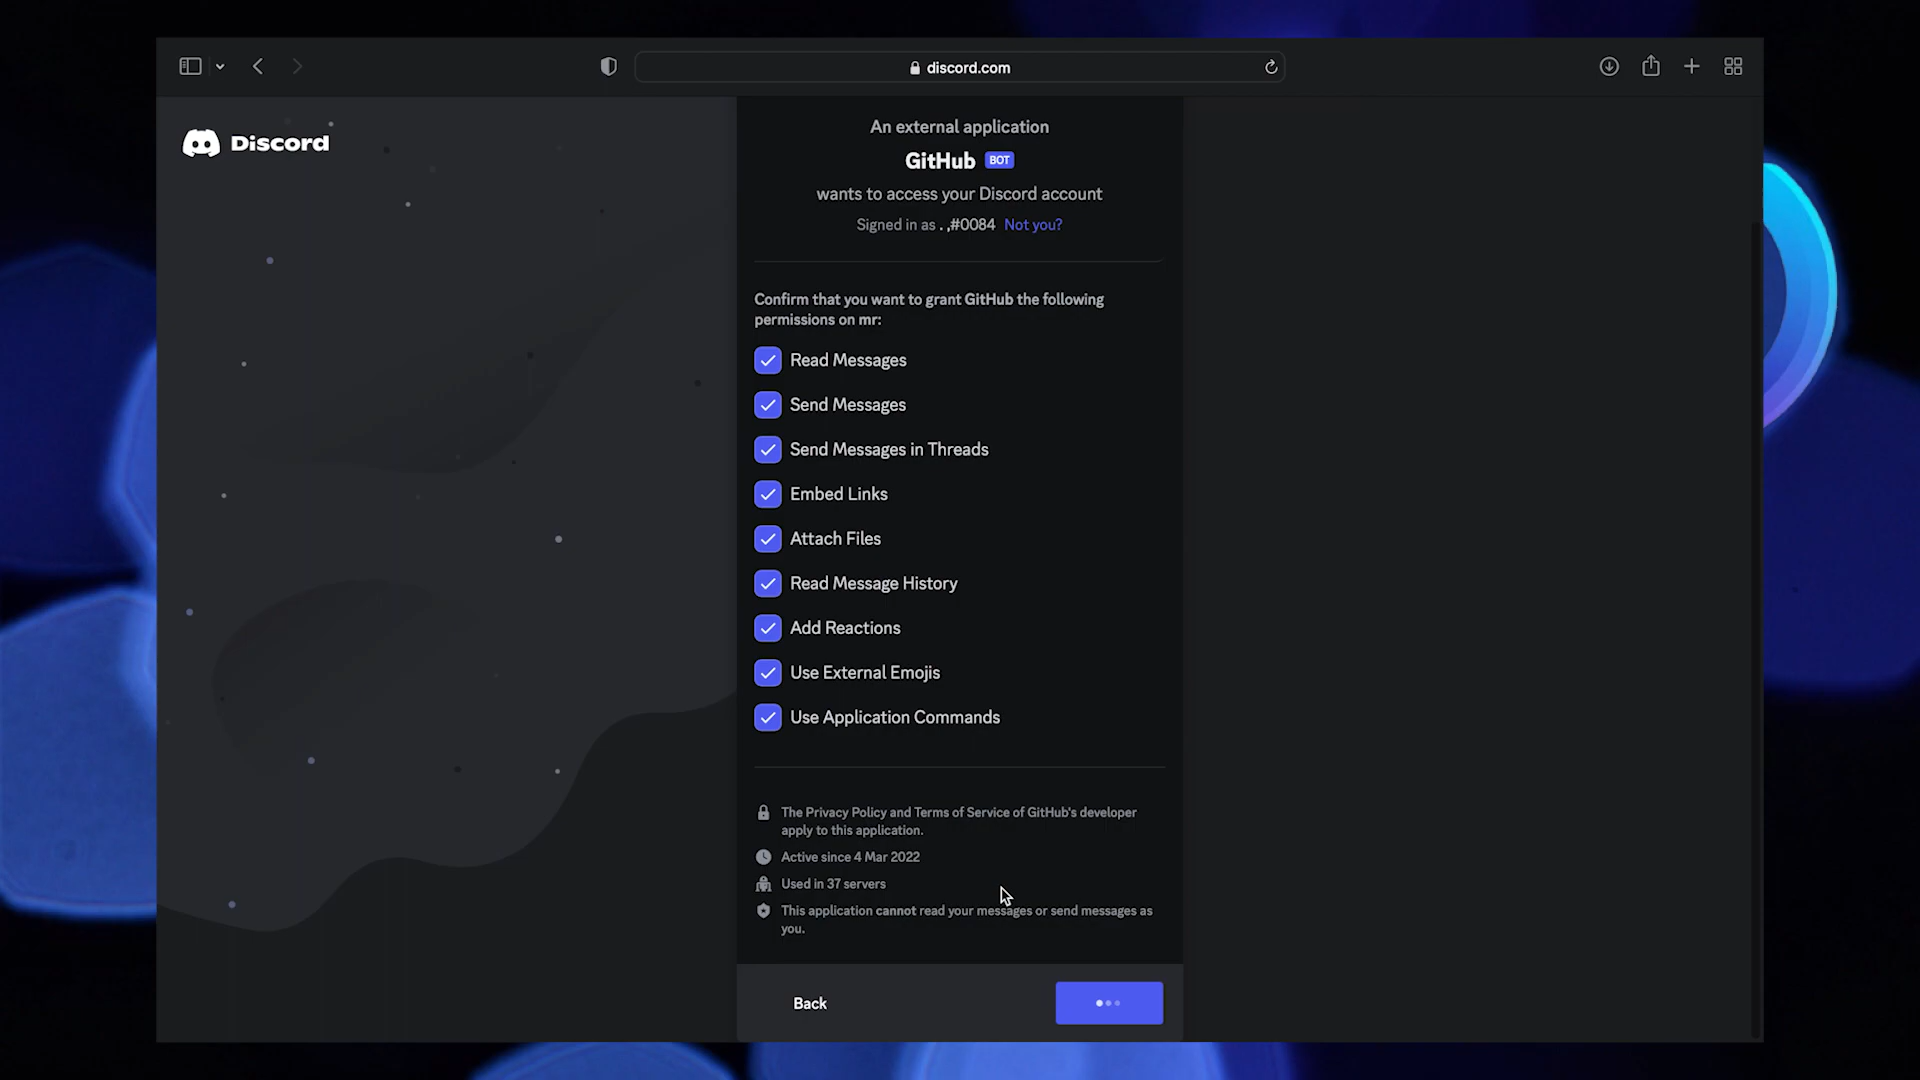 discord.com
Discord
An external application
GitHub BOT
wants to access your Discord account
Signed in as . ,#0084 Not you?
Confirm that you want to grant GitHub the following
permissions on mr:
Read Messages
Send Messages
Send Messages in Threads
Embed Links
Attach Files
Read Message History
Add Reactions
Use External Emojis
Use Application Commands
The Privacy Policy and Terms of Service of GitHub's developer
apply to this application.
Active since 4 Mar 2022
Used in 37 servers
This application cannot read your messages or send messages as
you.
Back